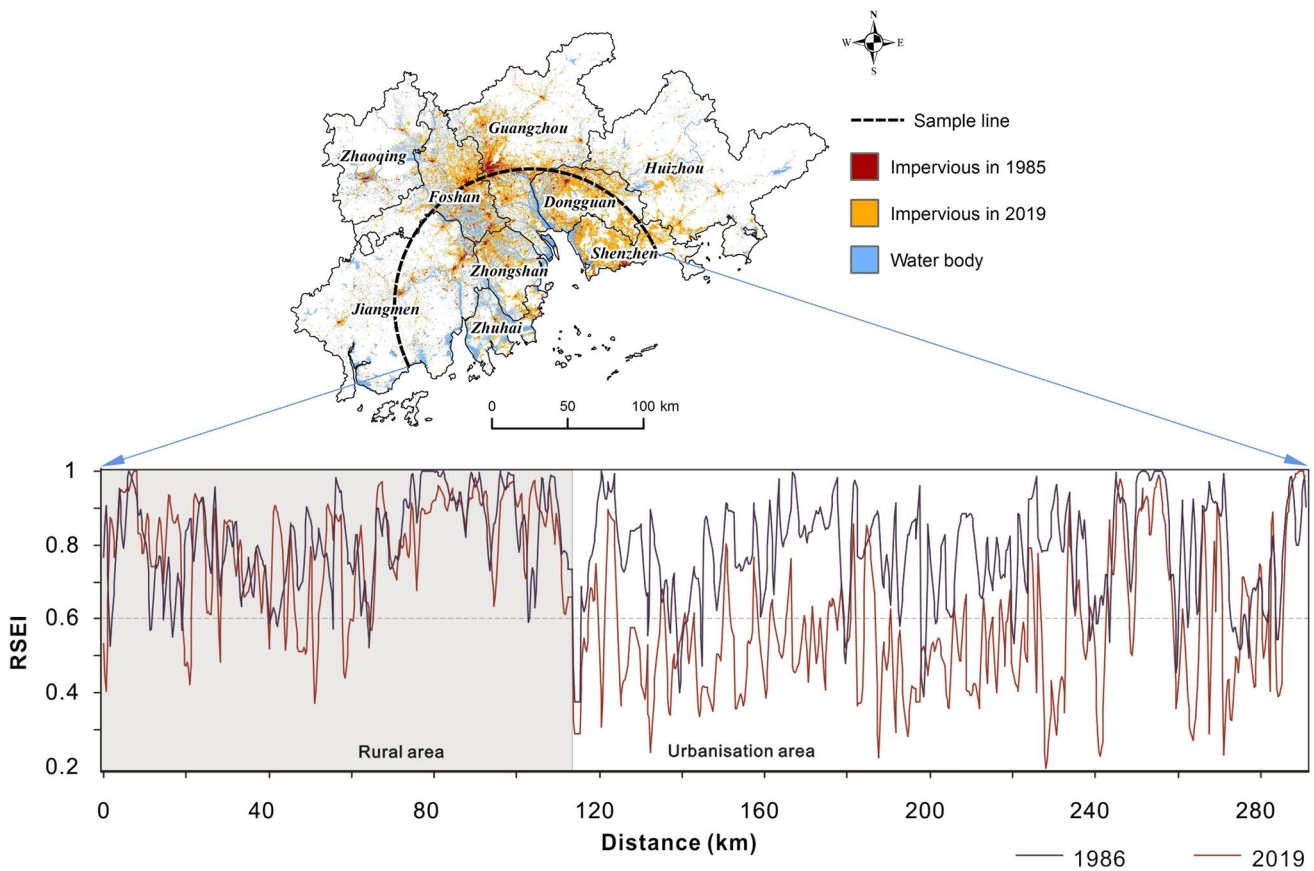 N
W
E
S
Sample line
Impervious in 1985
Impervious in 2019
Water body
Guangzhou
Zhaoqing
Huizhou
Foshan
Dongguan
Shenzhen
Zhongshan
Jiangmen
Zhuhai
0 50 100 km
1
0.8
0.6
0.4
0.2
RSEI
Rural area
Urbanisation area
0 40 80 120 160 200 240 280
Distance (km)
1986
2019